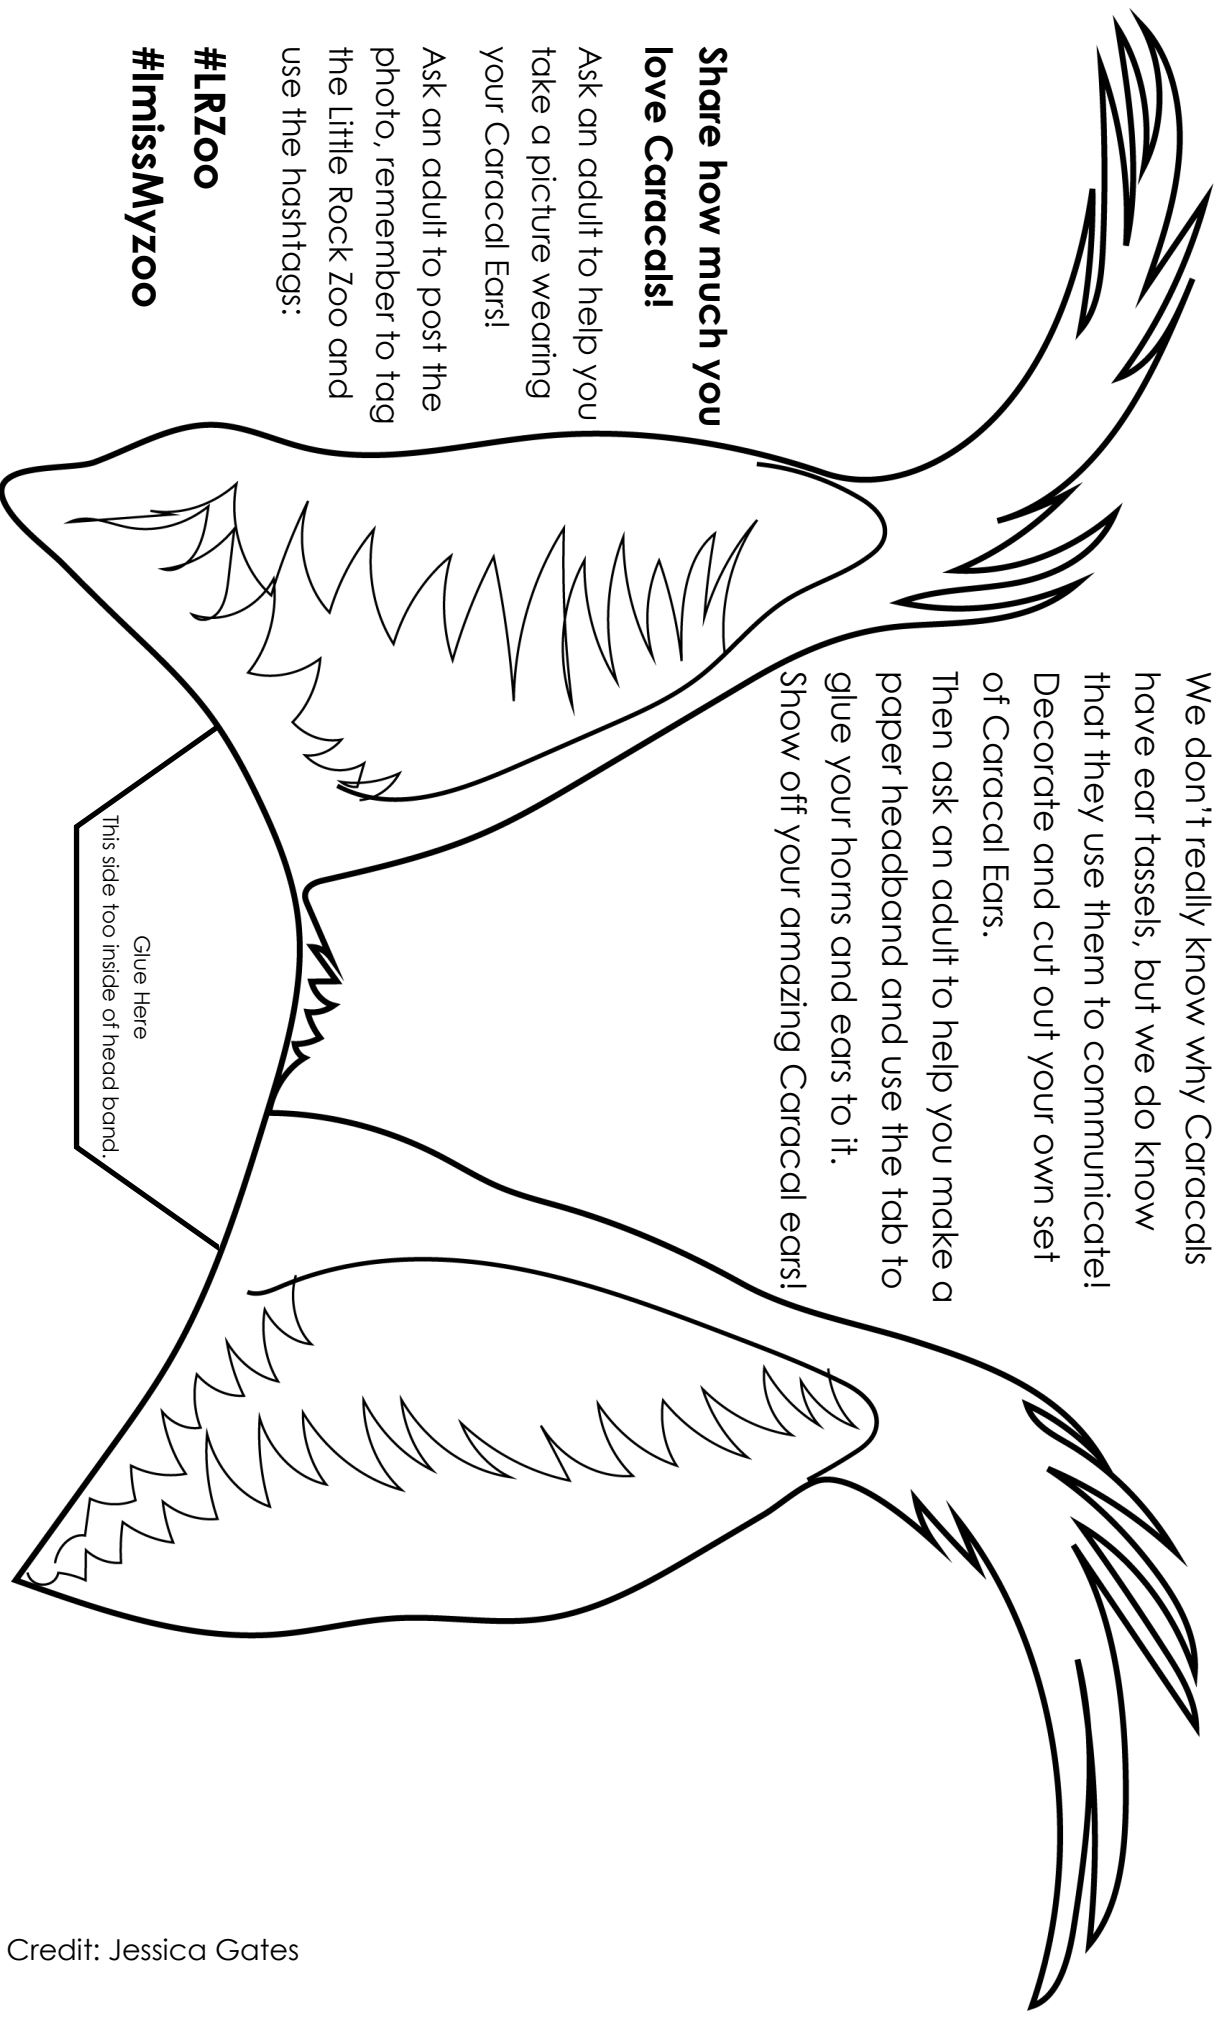 We don't really know why Caracals
have ear tassels, but we do know
that they use them to communicate!
Decorate and cut out your own set
of Caracal Ears.
Then ask an adult to help you make a
paper headband and use the tab to
glue your horns and ears to it.
Show off your amazing Caracal ears!
Share how much you
love Caracals!
Ask an adult to help you
take a picture wearing
your Caracal Ears!
Ask an adult to post the
photo, remember to tag
the Little Rock Zoo and
use the hashtags:
#LRZoo
#ImissMyzoo
Glue Here
This side too inside of head band.
Credit: Jessica Gates